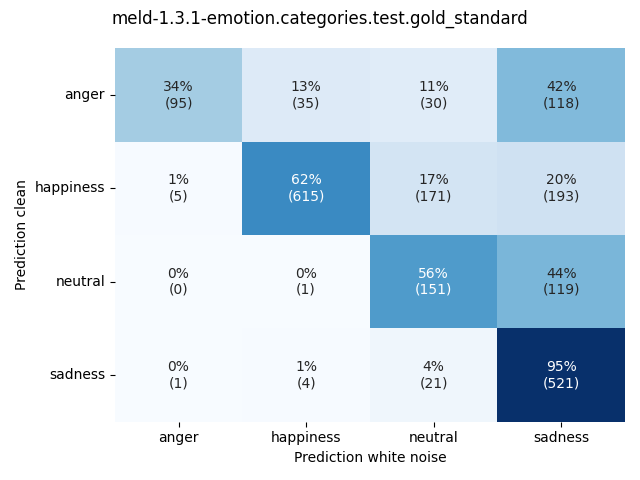 meld-1.3.1-emotion.categories.test.gold_standard
Prediction clean
anger
34%
(95)
13%
(35)
11%
(30)
42%
(118)
happiness
1%
(5)
62%
(615)
17%
(171)
20%
(193)
neutral
0%
(0)
0%
(1)
56%
(151)
44%
(119)
sadness
0%
(1)
1%
(4)
4%
(21)
95%
(521)
anger
happiness
neutral
sadness
Prediction white noise